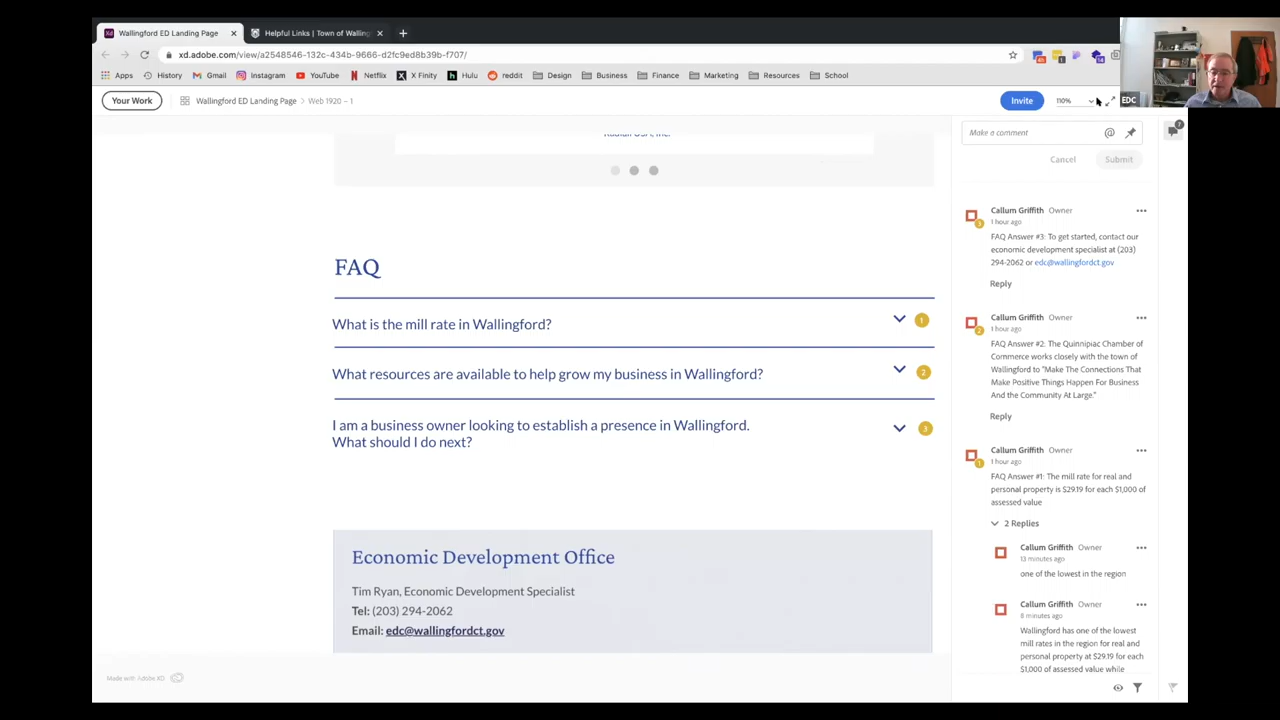 Wallingford ED Landing Page
Helpful Links | Town of Walling
xd.adobe.com/view/a2548546-132c-434b-9666-d2fc9ed8b39b-f707/
Apps History Gmail Instagram YouTube Netflix X Finity Hulu reddit Design Business Finance Marketing Resources School
EDC
Your Work
Wallingford ED Landing Page > Web 1920 – 1
Invite
110%
Make a comment
Cancel
Submit
Radial USA, Inc.
FAQ
What is the mill rate in Wallingford?
1
What resources are available to help grow my business in Wallingford?
2
I am a business owner looking to establish a presence in Wallingford.
What should I do next?
3
Economic Development Office
Tim Ryan, Economic Development Specialist
Tel: (203) 294-2062
Email: edc@wallingfordct.gov
Made with Adobe XD
Callum Griffith Owner
1 hour ago
3
FAQ Answer #3: To get started, contact our
economic development specialist at (203)
294-2062 or edc@wallingfordct.gov
Reply
Callum Griffith Owner
1 hour ago
2
FAQ Answer #2: The Quinnipiac Chamber of
Commerce works closely with the town of
Wallingford to "Make The Connections That
Make Positive Things Happen For Business
And the Community At Large."
Reply
Callum Griffith Owner
1 hour ago
1
FAQ Answer #1: The mill rate for real and
personal property is $29.19 for each $1,000 of
assessed value
2 Replies
Callum Griffith Owner
13 minutes ago
one of the lowest in the region
Callum Griffith Owner
8 minutes ago
Wallingford has one of the lowest
mill rates in the region for real and
personal property at $29.19 for each
$1,000 of assessed value while